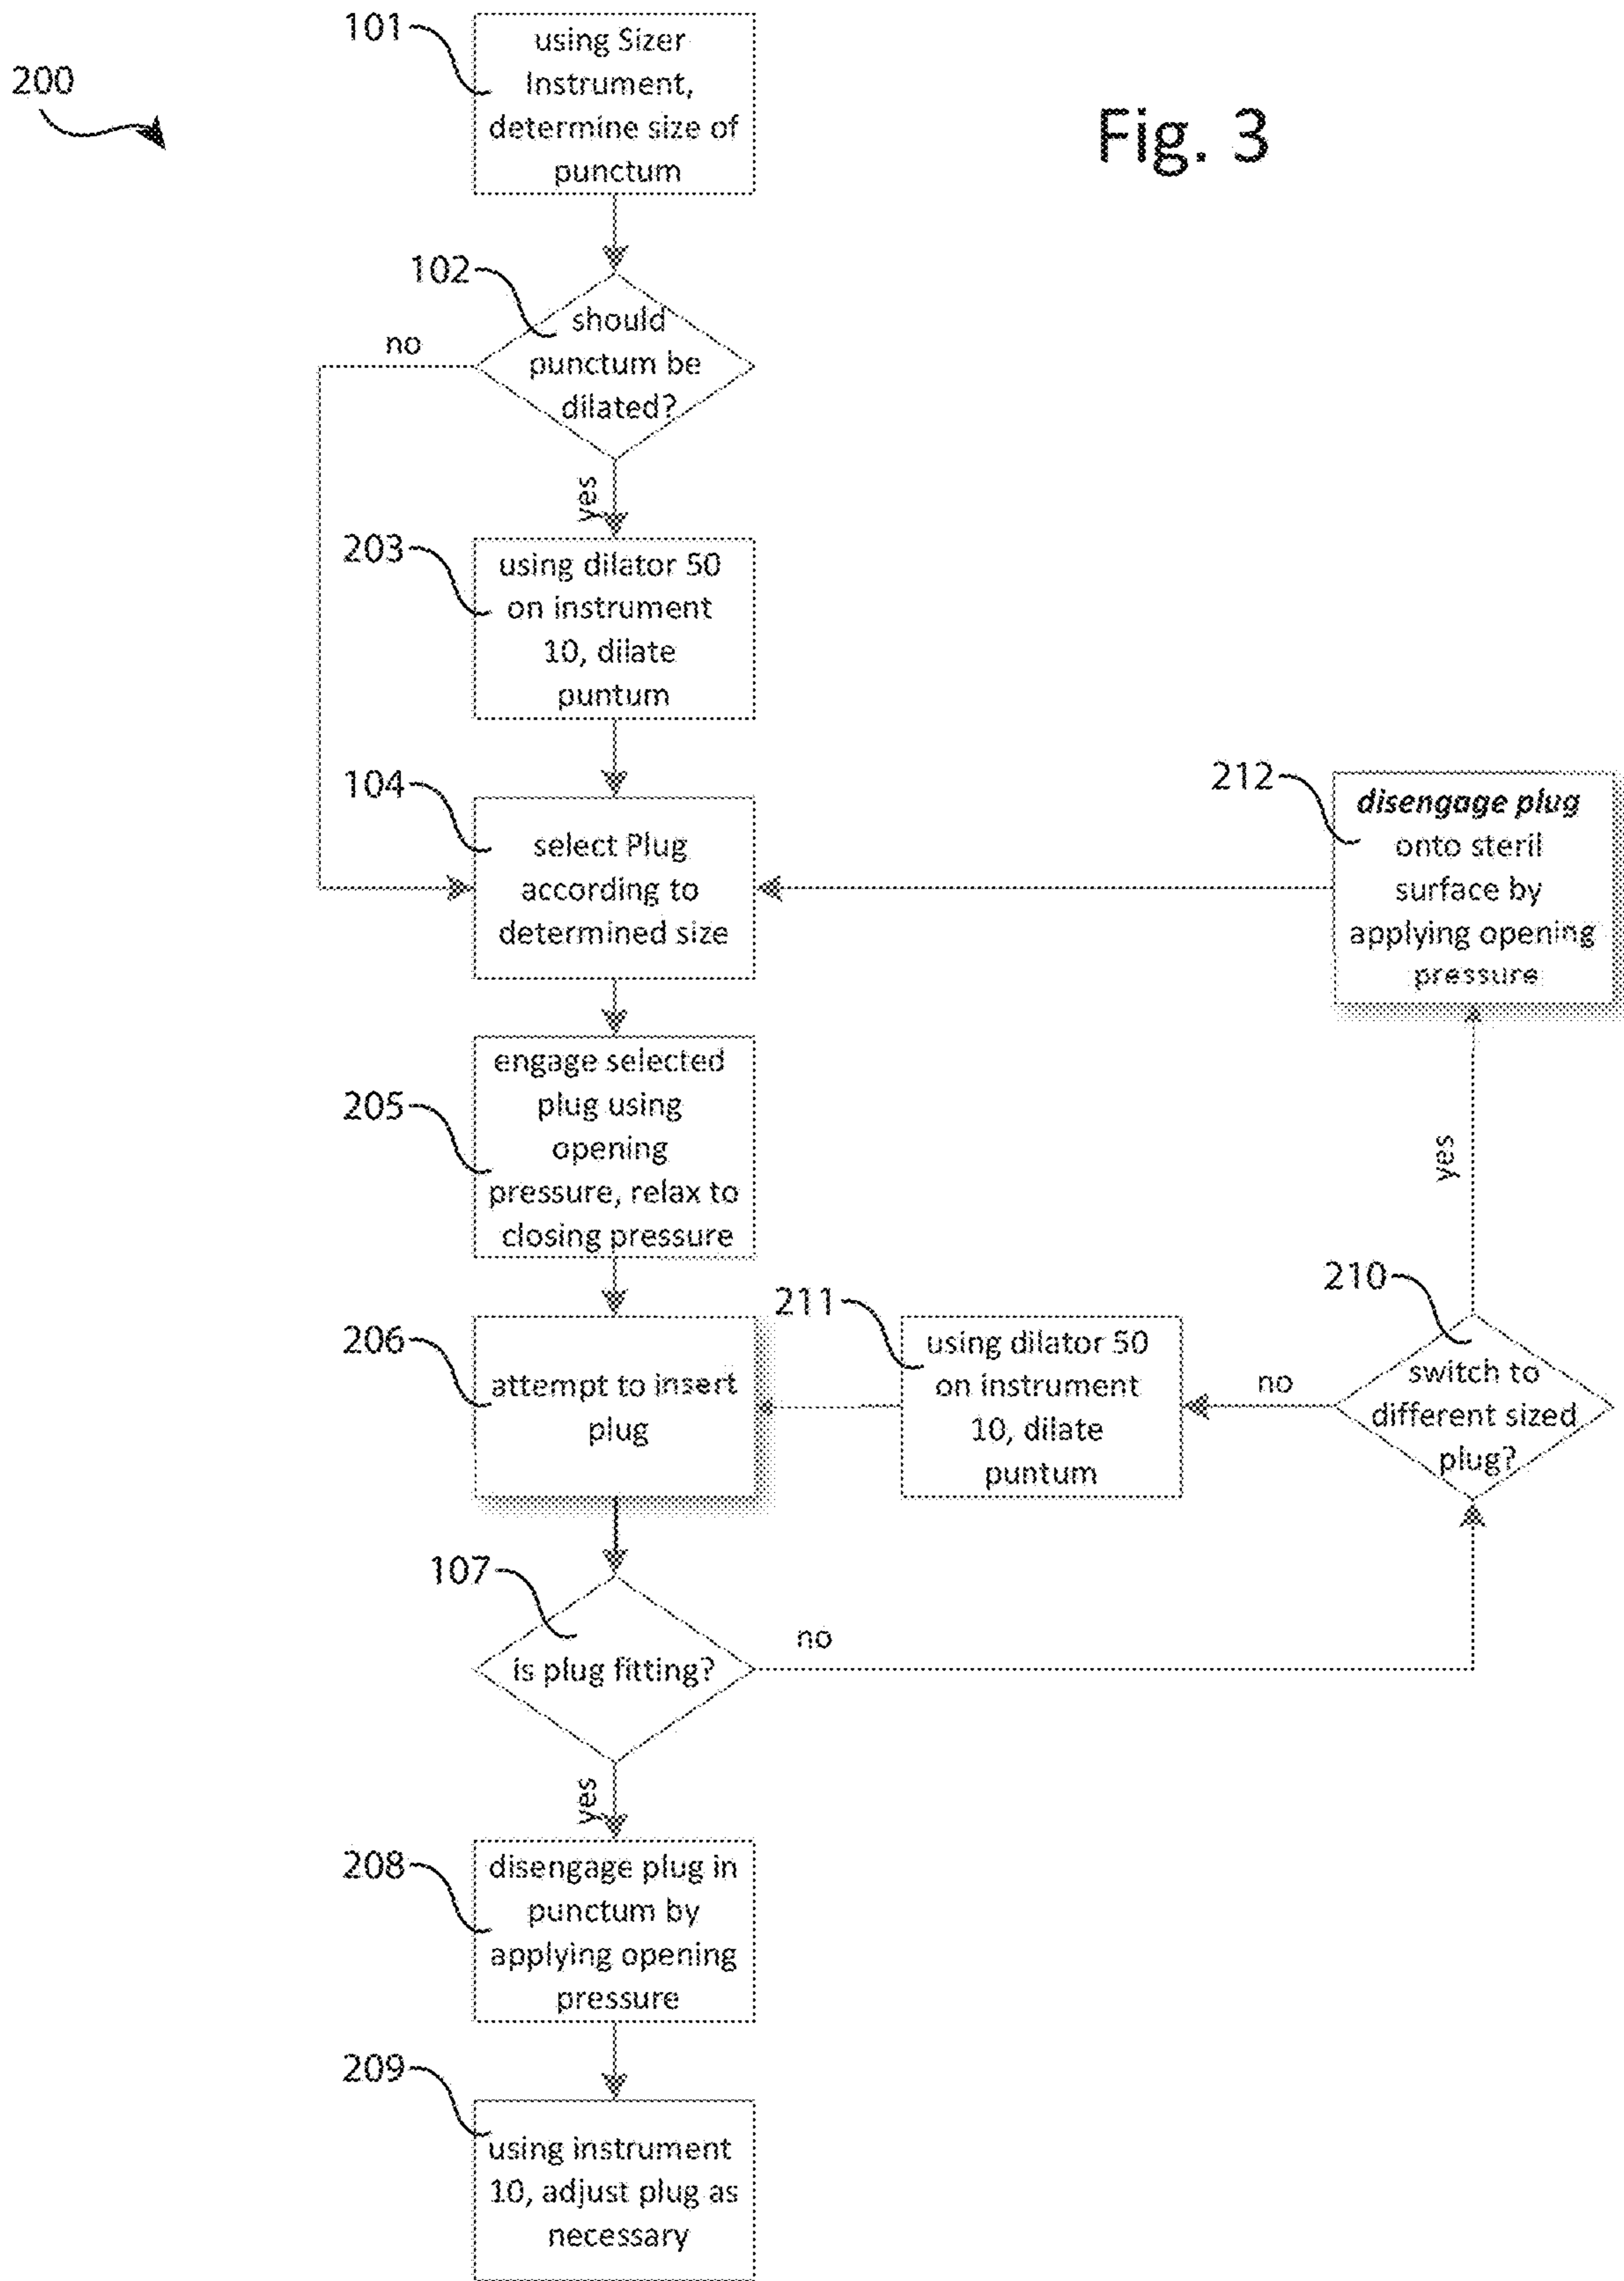 200
Fig. 3
101
using Sizer
Instrument,
determine size of
punctum
102
should
punctum be
dilated?
no
yes
203
using dilator 50
on instrument
10, dilate
puntum
104
select Plug
according to
determined size
212
disengage plug
onto steril
surface by
applying opening
pressure
205
engage selected
plug using
opening
pressure, relax to
closing pressure
yes
206
attempt to insert
plug
211
using dilator 50
on instrument
10, dilate
puntum
no
210
switch to
different sized
plug?
107
is plug fitting?
no
yes
208
disengage plug in
punctum by
applying opening
pressure
209
using instrument
10, adjust plug as
necessary